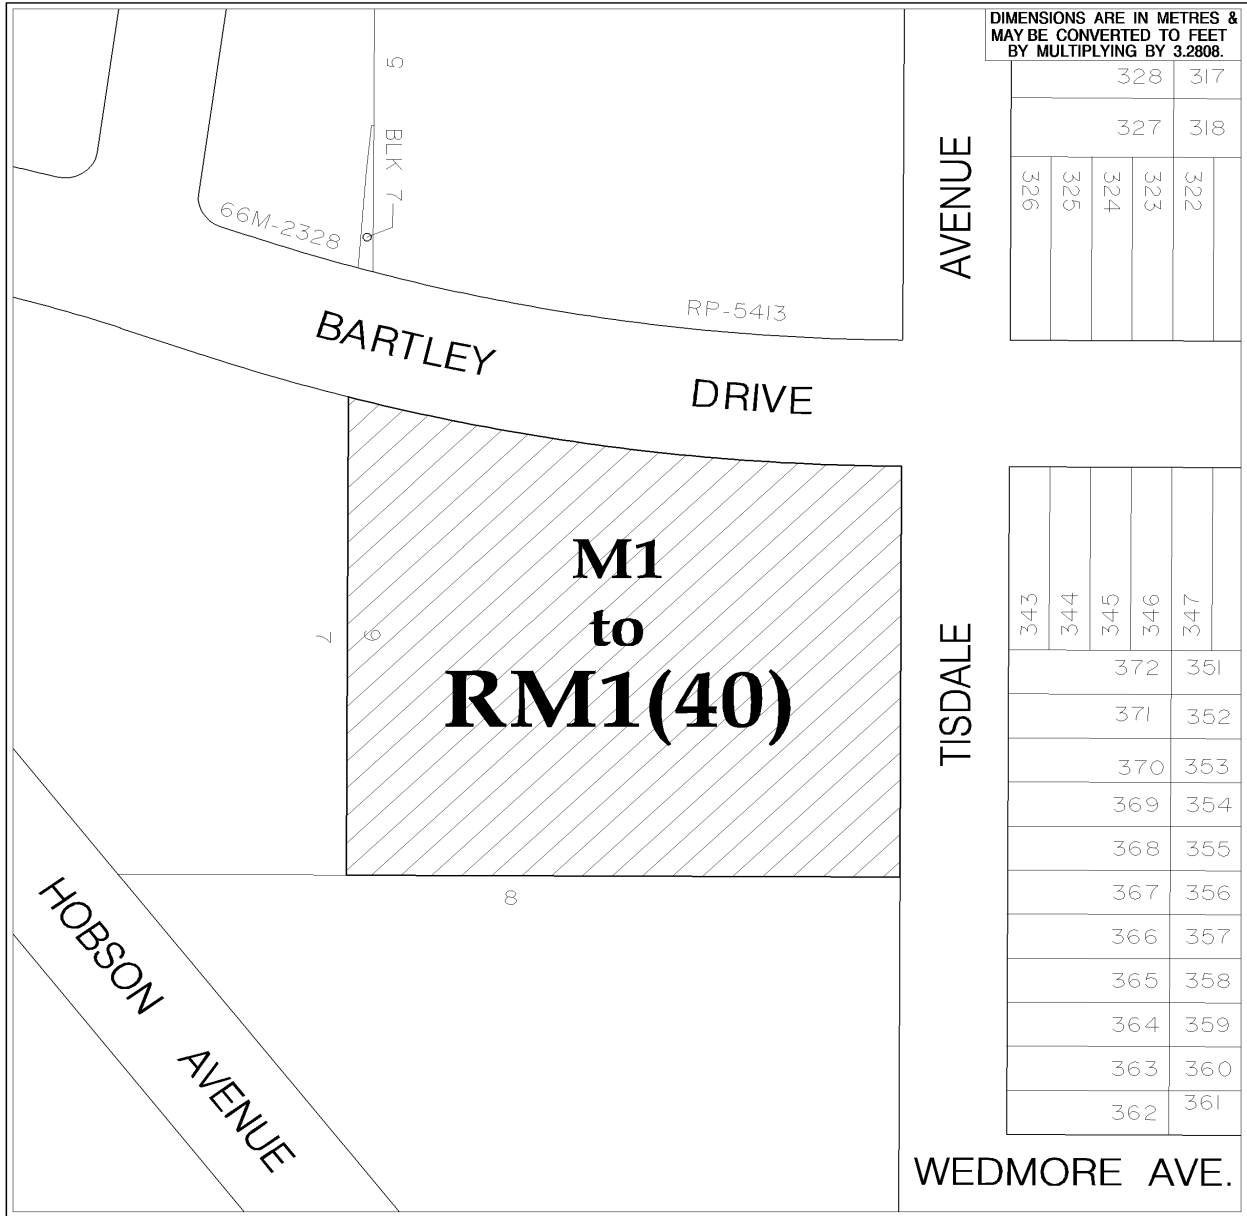 DIMENSIONS ARE IN METRES &
MAY BE CONVERTED TO FEET
BY MULTIPLYING BY 3.2808.
5
BLK 7
66M-2328
RP-5413
BARTLEY DRIVE
AVENUE
328 317
327 318
326 325 324 323 322
M1
to
RM1(40)
7
6
8
TISDALE
343 344 345 346 347
372 351
371 352
370 353
369 354
368 355
367 356
366 357
365 358
364 359
363 360
362 361
HOBSON AVENUE
WEDMORE AVE.